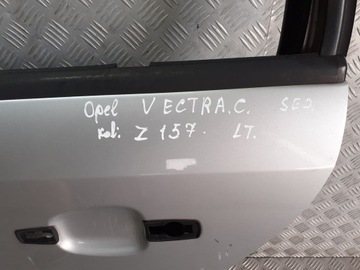 Opel VECTRA.C. SED.
kol: Z 157. LT.